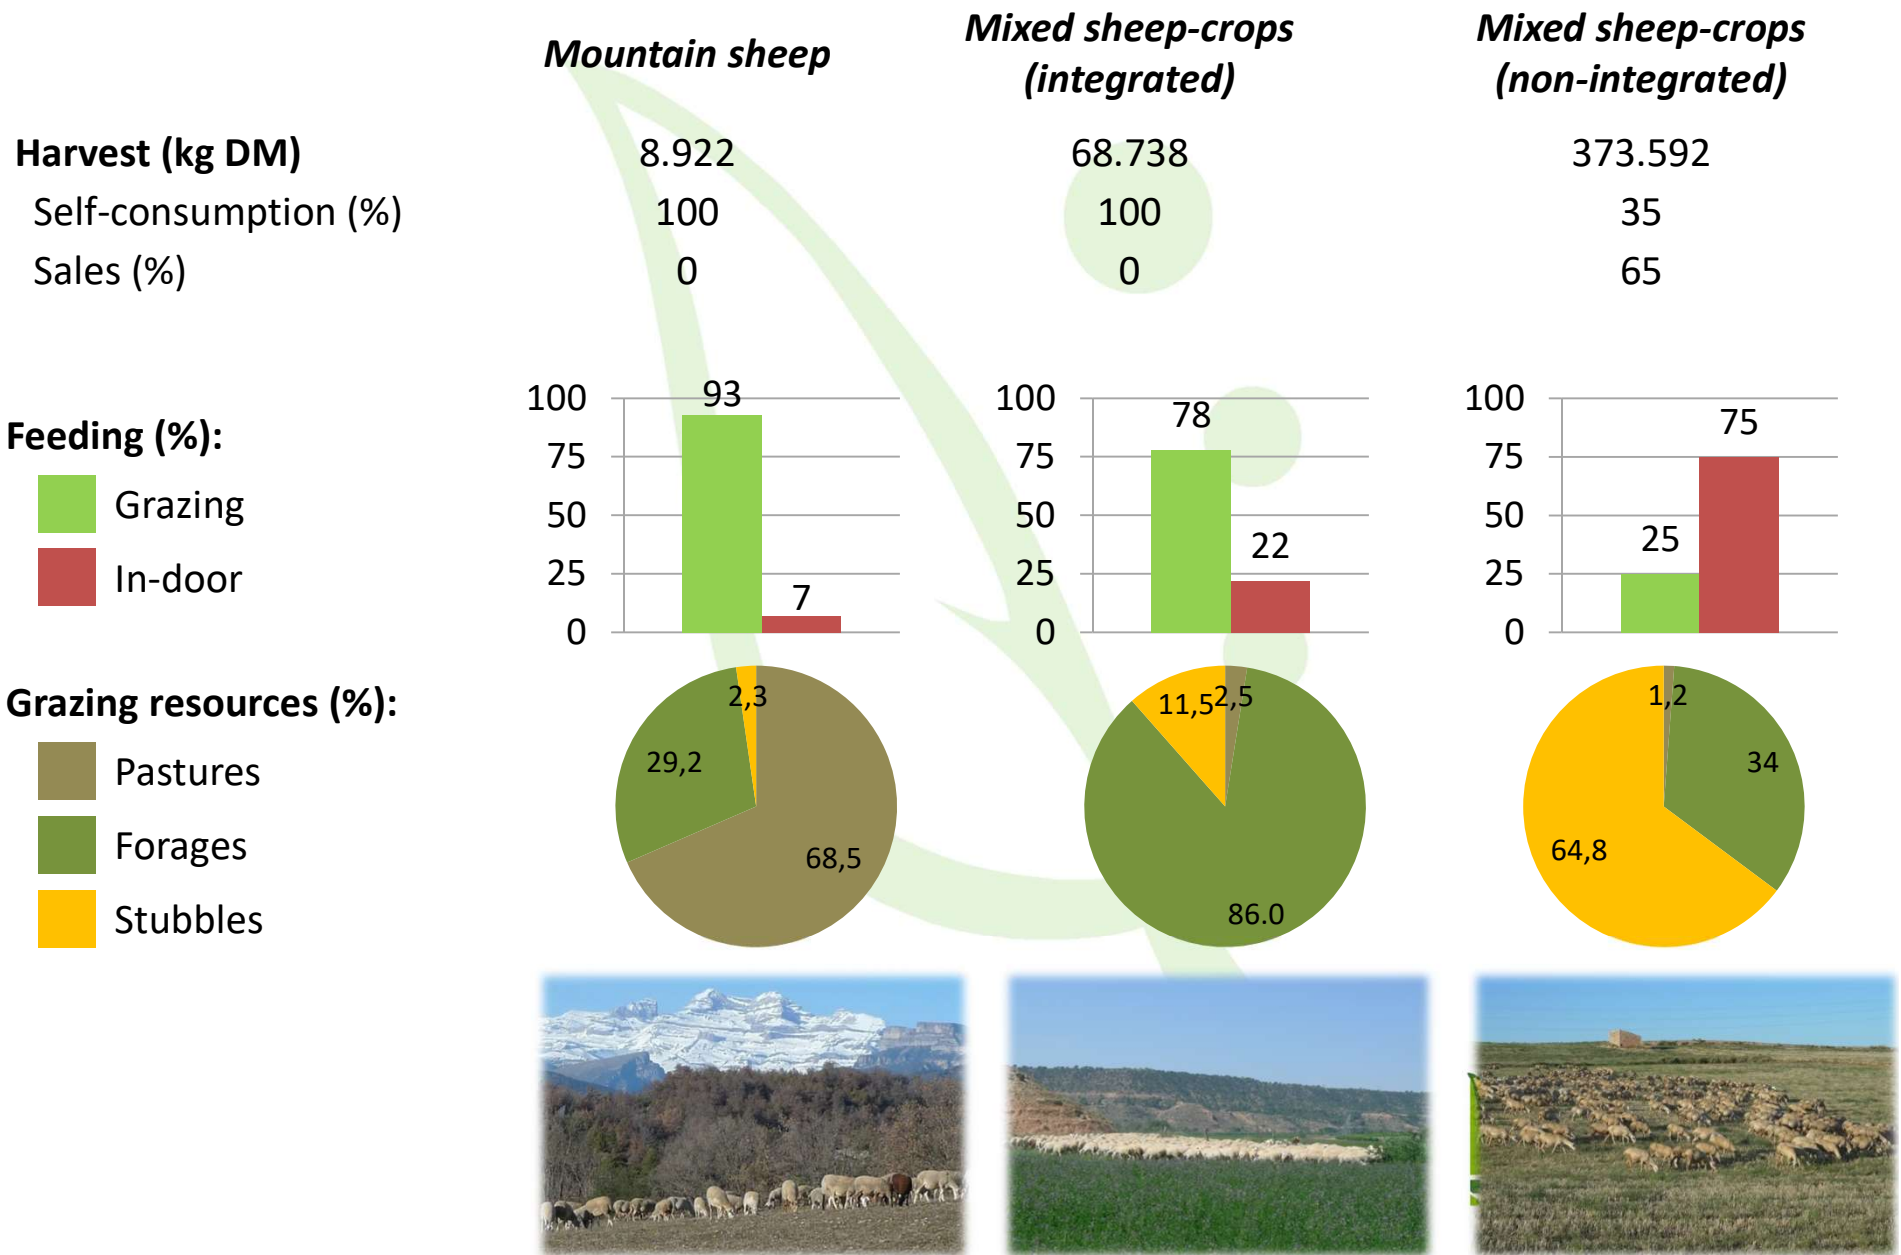 Mountain sheep
Mixed sheep-crops
(integrated)
Mixed sheep-crops
(non-integrated)
Harvest (kg DM) 8.922 68.738 373.592
Self-consumption (%) 100 100 35
Sales (%) 0 0 65
Feeding (%):
Grazing
In-door
100
75
50
25
0
93
7
100
75
50
25
0
78
22
100
75
50
25
0
25
75
Grazing resources (%):
Pastures
Forages
Stubbles
2,3
29,2
68,5
11,5
2,5
86.0
1,2
34
64,8